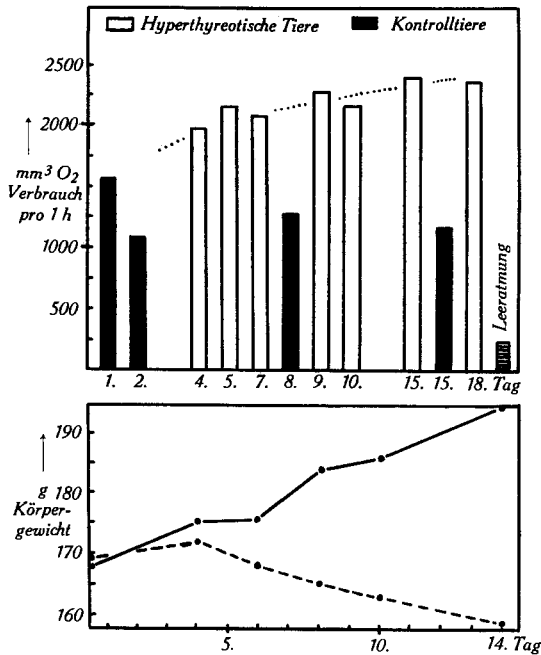 Hyperthyreotische Tiere Kontrolltiere
2500
2000
mm³ O₂
Verbrauch
pro 1 h
1000
500
Leeratmung
1. 2. 4. 5. 7. 8. 9. 10. 15. 15. 18. Tag
190
g 180
Körper-
gewicht
170
160
5. 10. 14. Tag